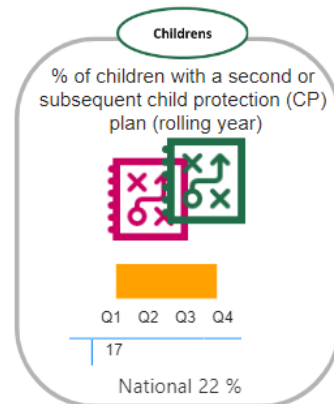 Childrens
% of children with a second or
subsequent child protection (CP)
plan (rolling year)
Q1 Q2 Q3 Q4
17
National 22 %